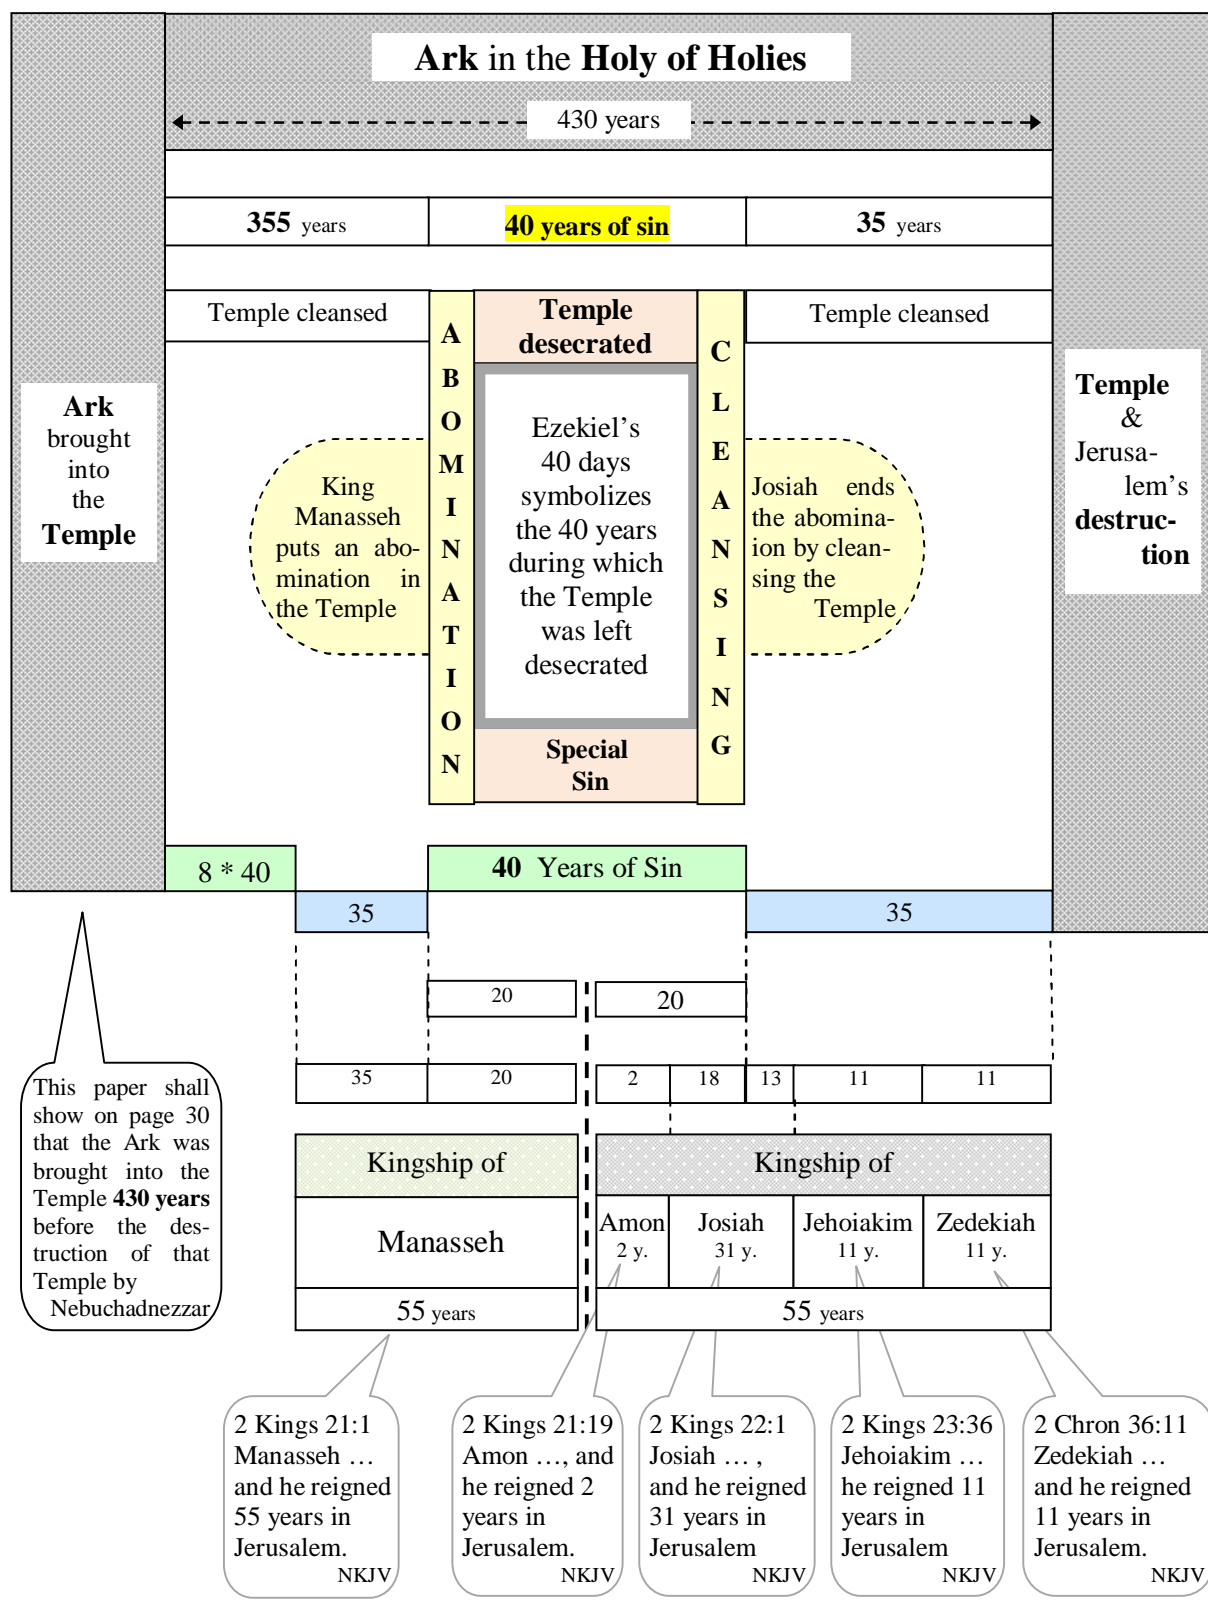 Ark in the Holy of Holies
430 years
355 years
40 years of sin
35 years
Temple cleansed
Temple
desecrated
Temple cleansed
A
B
O
M
I
N
A
T
I
O
N
C
L
E
A
N
S
I
N
G
Ark
brought
into
the
Temple
King
Manasseh
puts an abo-
mination in
the Temple
Ezekiel's
40 days
symbolizes
the 40 years
during which
the Temple
was left
desecrated
Josiah ends
the abomina-
ion by clean-
sing the
Temple
Temple
&
Jerusa-
lem's
destruc-
tion
Special
Sin
8 * 40
40 Years of Sin
35
35
20
20
35
20
2
18
13
11
11
This paper shall
show on page 30
that the Ark was
brought into the
Temple 430 years
before the des-
truction of that
Temple by
Nebuchadnezzar
Kingship of
Manasseh
55 years
Kingship of
Amon
2 y.
Josiah
31 y.
Jehoiakim
11 y.
Zedekiah
11 y.
55 years
2 Kings 21:1
Manasseh …
and he reigned
55 years in
Jerusalem.
NKJV
2 Kings 21:19
Amon …, and
he reigned 2
years in
Jerusalem.
NKJV
2 Kings 22:1
Josiah … ,
and he reigned
31 years in
Jerusalem
NKJV
2 Kings 23:36
Jehoiakim …
he reigned 11
years in
Jerusalem
NKJV
2 Chron 36:11
Zedekiah …
and he reigned
11 years in
Jerusalem.
NKJV